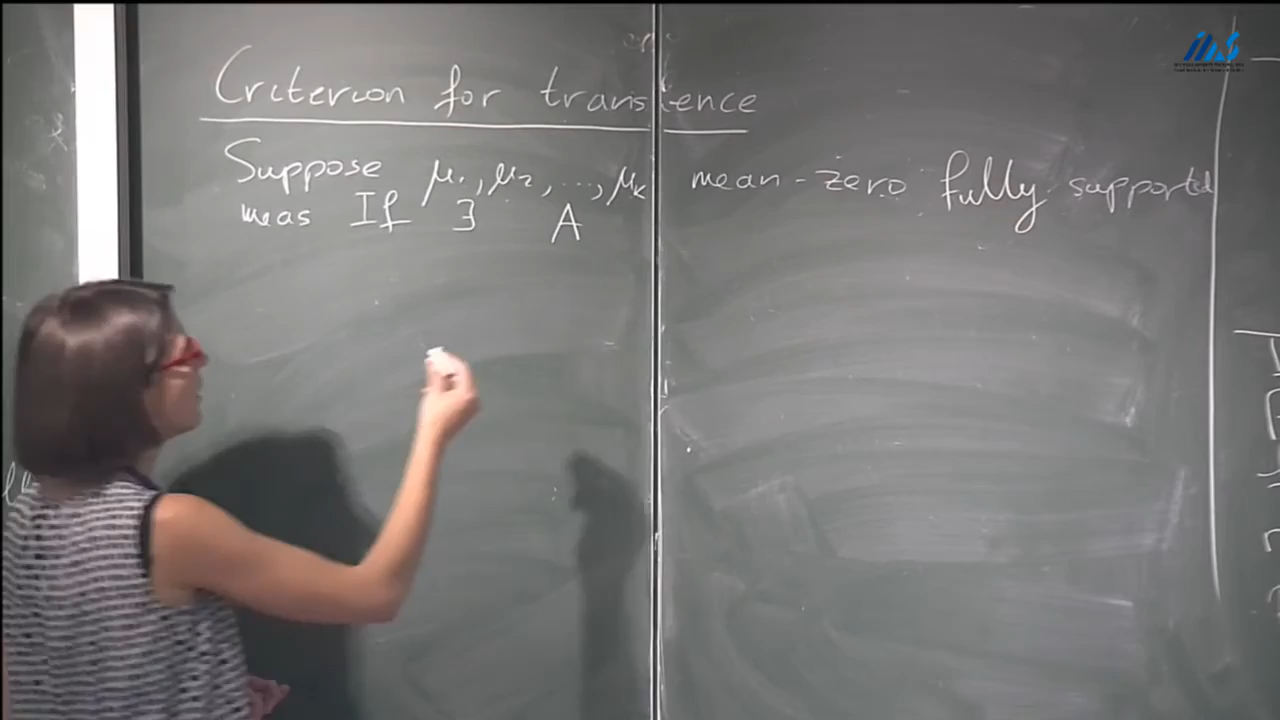 Criterion for transience
Suppose μ₁, μ₂, ..., μₖ mean-zero fully supported
meas If ∃ A